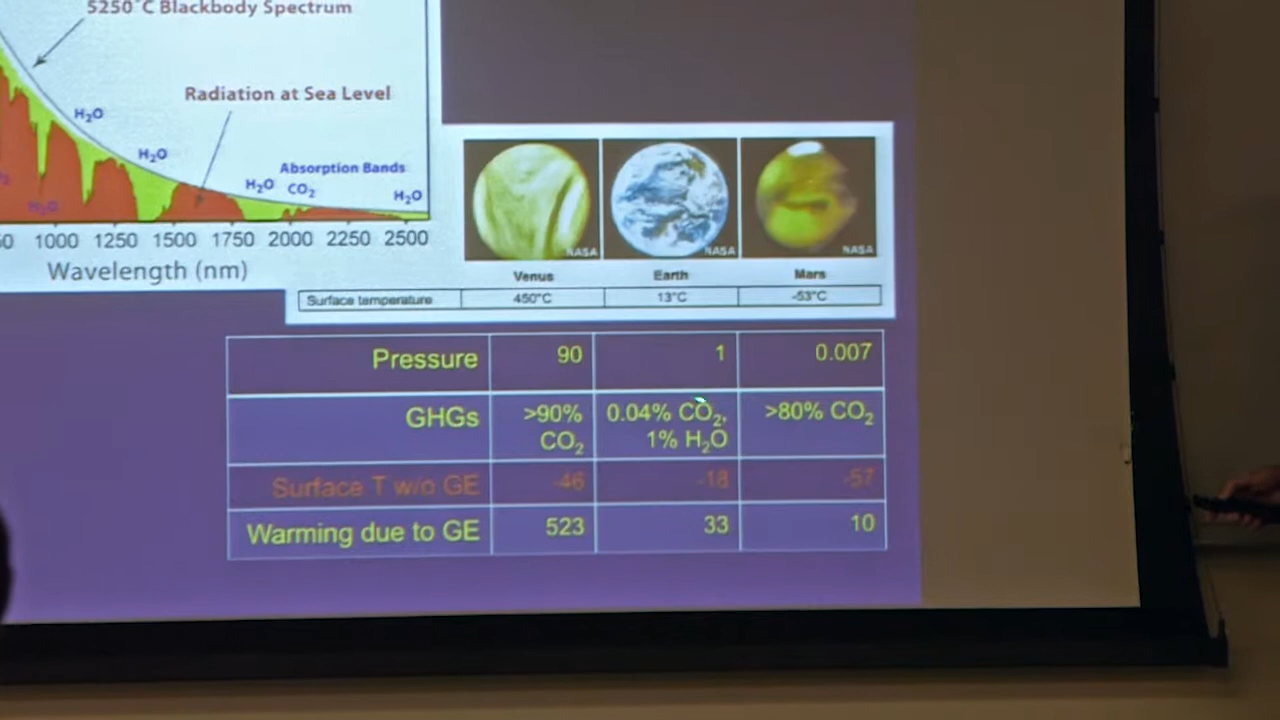 5250°C Blackbody Spectrum
Radiation at Sea Level
H₂O
H₂O
Absorption Bands
H₂O CO₂ H₂O
H₂O
1000 1250 1500 1750 2000 2250 2500
Wavelength (nm)
NASA NASA NASA
Venus Earth Mars
Surface temperature 450°C 13°C -53°C
Pressure 90 1 0.007
GHGs >90% 0.04% CO₂, >80% CO₂
CO₂ 1% H₂O
Surface T w/o GE -46 -18 -57
Warming due to GE 523 33 10